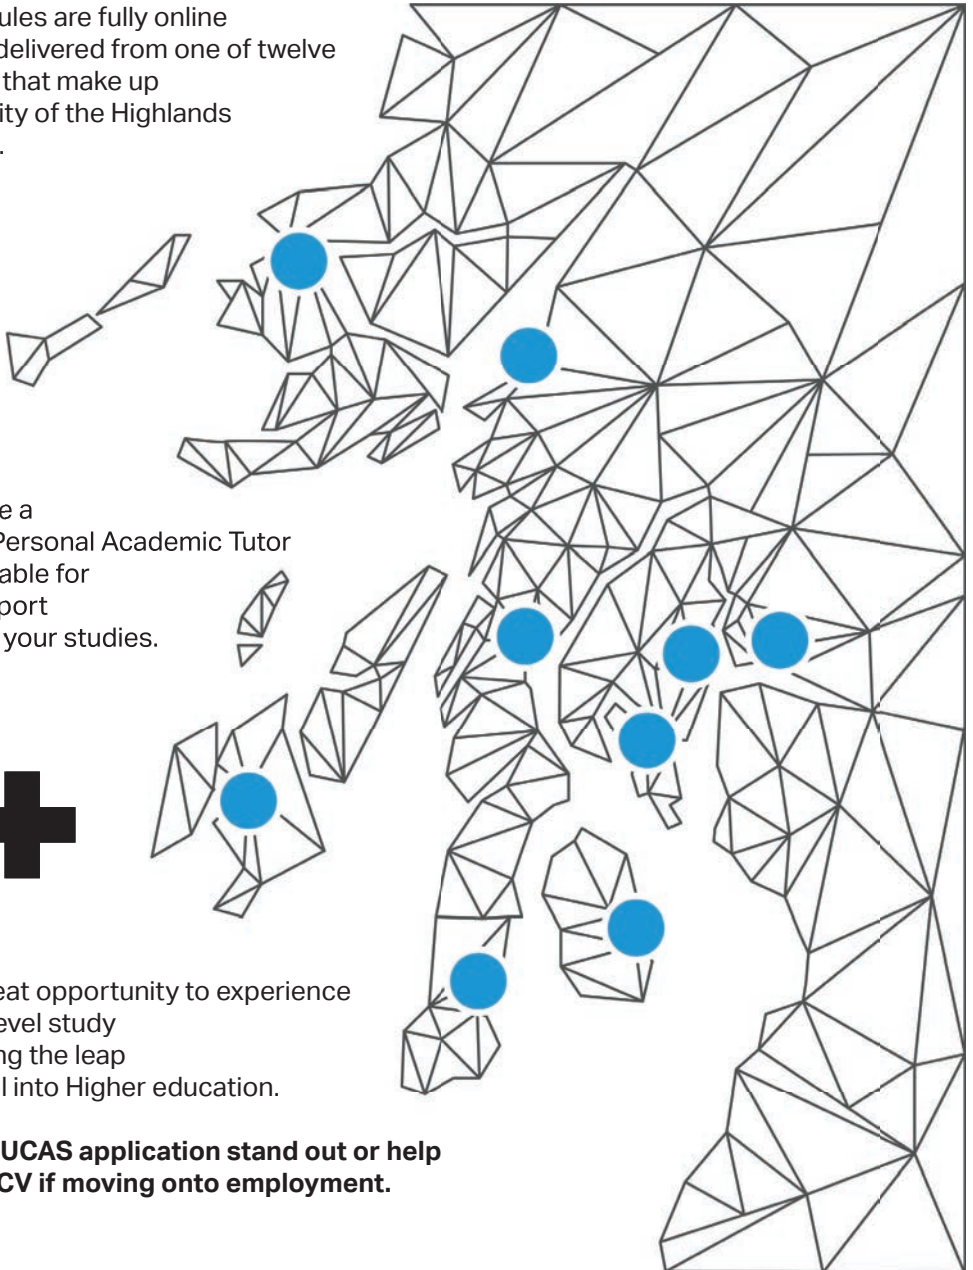 ules are fully online
delivered from one of twelve
that make up
ity of the Highlands
.
e a
Personal Academic Tutor
able for
port
your studies.
eat opportunity to experience
evel study
ng the leap
l into Higher education.
UCAS application stand out or help
CV if moving onto employment.